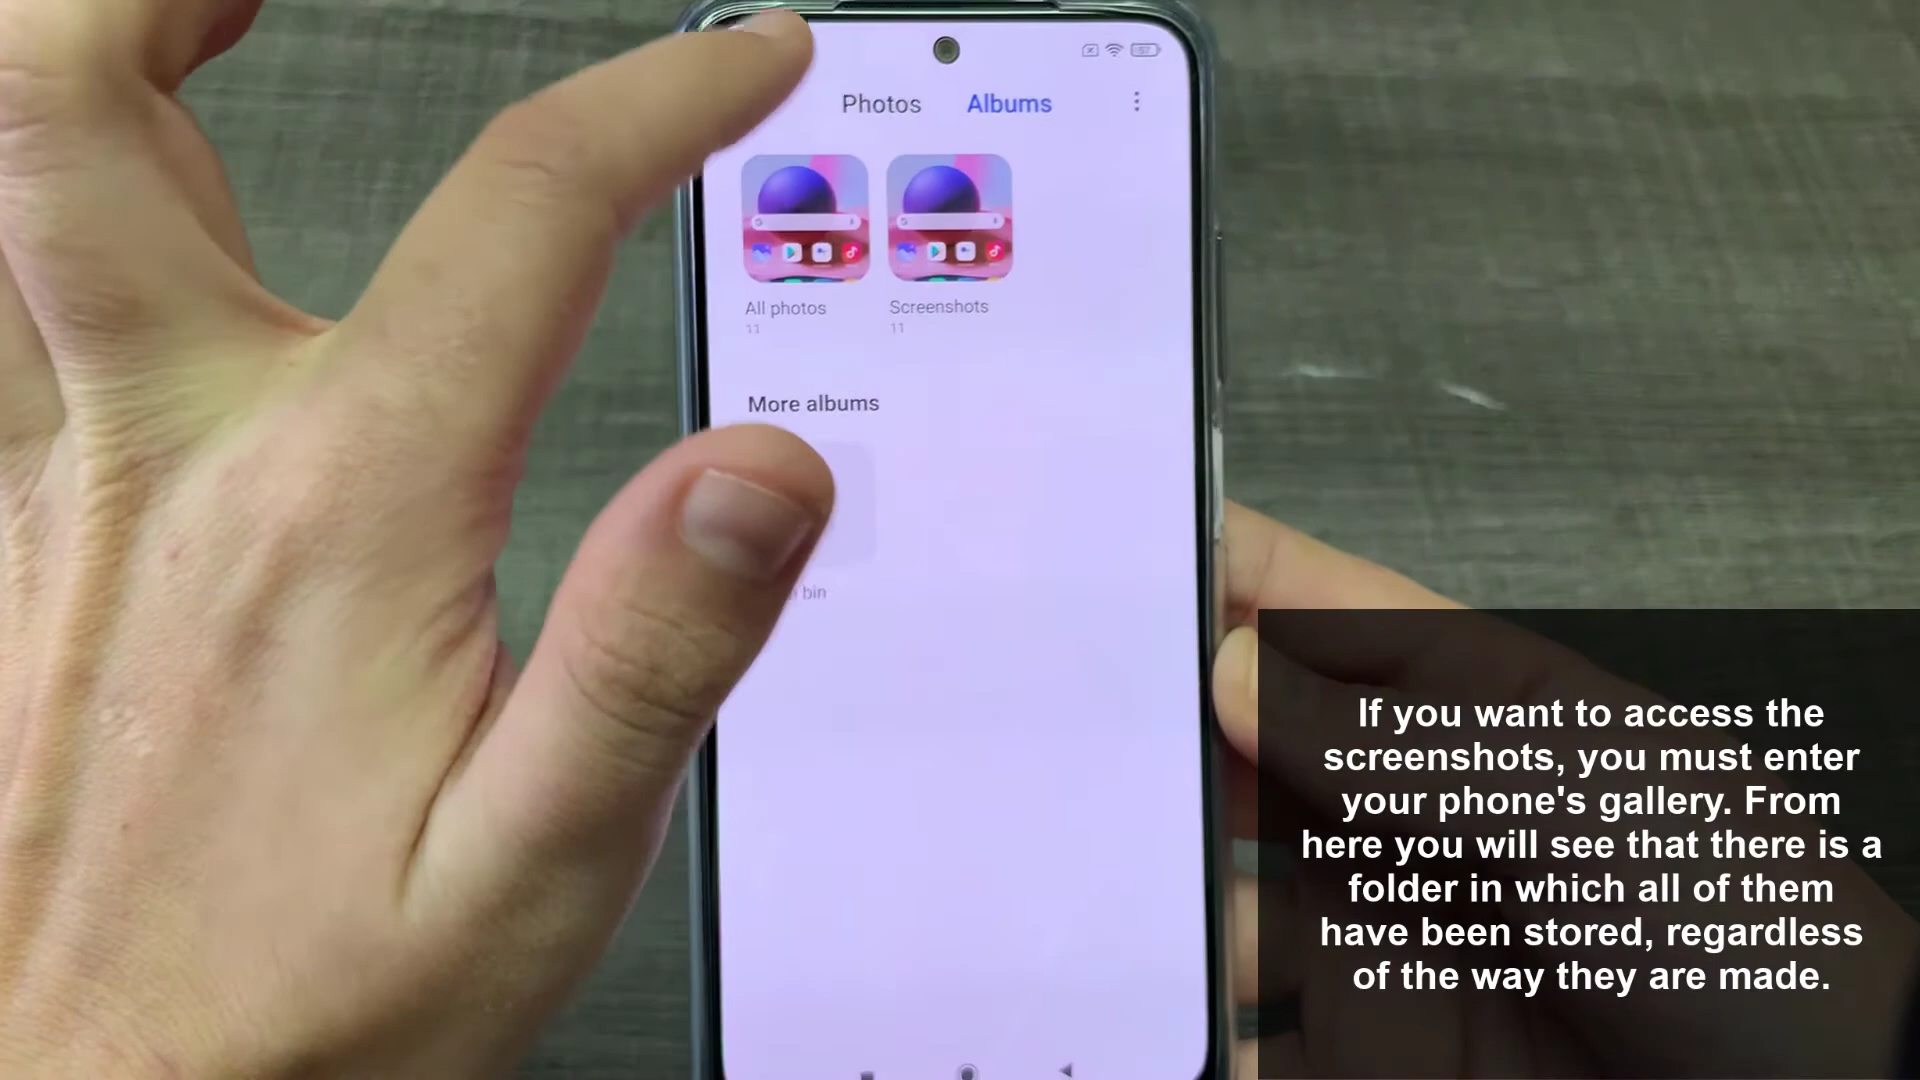 57
Photos Albums
All photos
11
Screenshots
11
More albums
bin
If you want to access the
screenshots, you must enter
your phone's gallery. From
here you will see that there is a
folder in which all of them
have been stored, regardless
of the way they are made.